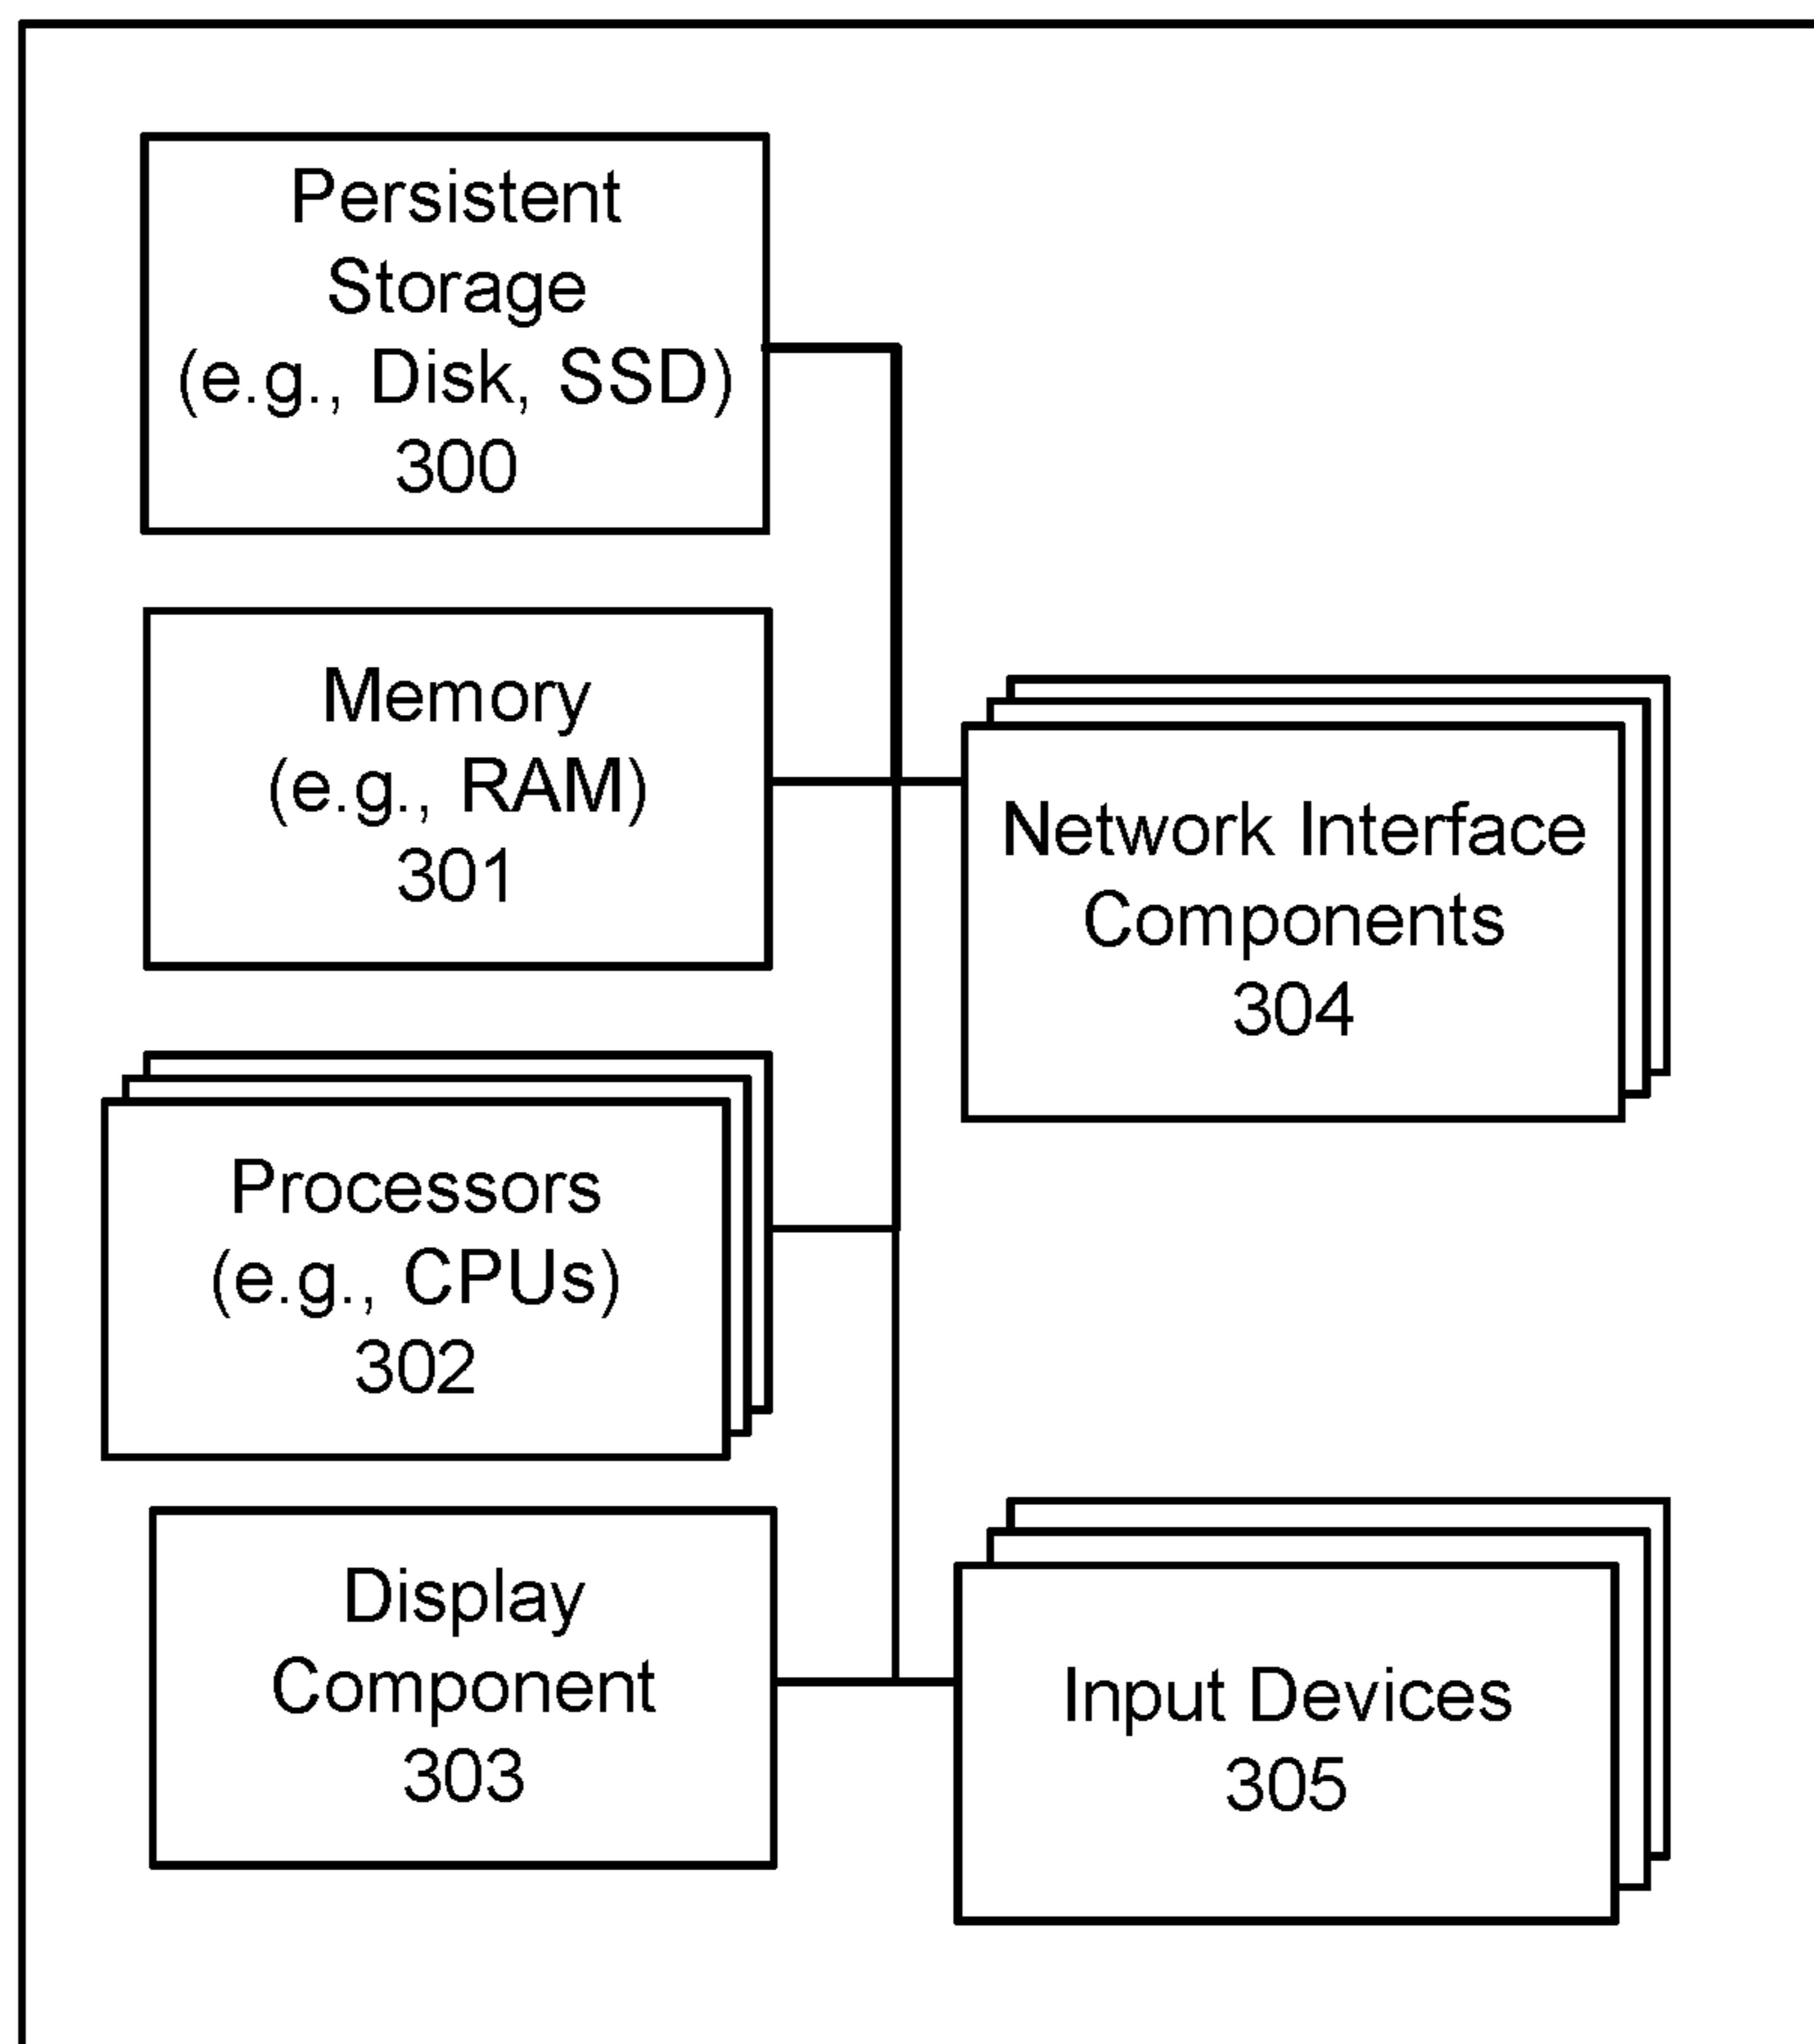 Persistent
Storage
(e.g., Disk, SSD)
300
Memory
(e.g., RAM)
301
Processors
(e.g., CPUs)
302
Display
Component
303
Network Interface
Components
304
Input Devices
305